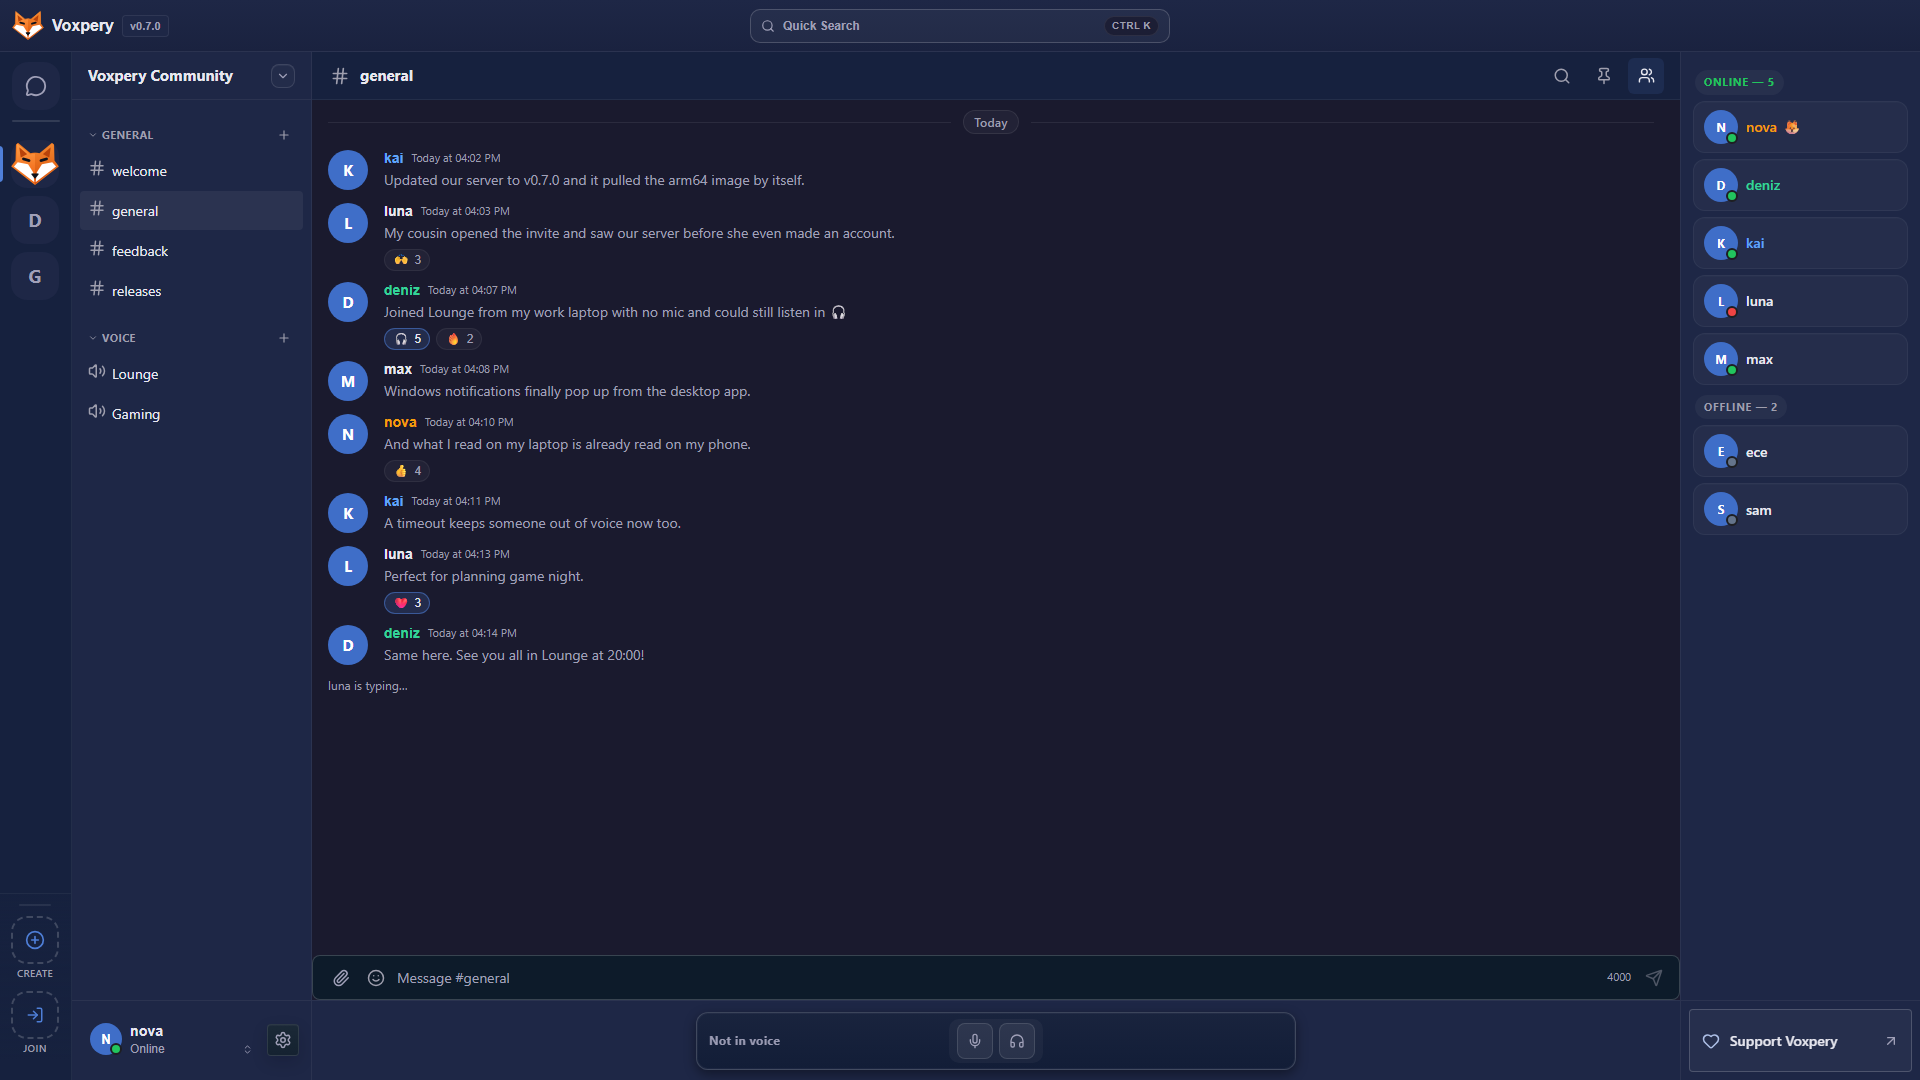 Voxpery v0.7.0
Quick Search CTRL K
Voxpery Community
D
G
CREATE
JOIN
GENERAL
welcome
general
feedback
releases
VOICE
Lounge
Gaming
N nova
Online
general
Today
K kai Today at 04:02 PM
Updated our server to v0.7.0 and it pulled the arm64 image by itself.
L luna Today at 04:03 PM
My cousin opened the invite and saw our server before she even made an account.
🙌 3
D deniz Today at 04:07 PM
Joined Lounge from my work laptop with no mic and could still listen in 🎧
🎧 5 🔥 2
M max Today at 04:08 PM
Windows notifications finally pop up from the desktop app.
N nova Today at 04:10 PM
And what I read on my laptop is already read on my phone.
👍 4
K kai Today at 04:11 PM
A timeout keeps someone out of voice now too.
L luna Today at 04:13 PM
Perfect for planning game night.
❤️ 3
D deniz Today at 04:14 PM
Same here. See you all in Lounge at 20:00!
luna is typing...
Message #general 4000
Not in voice
ONLINE — 5
N nova 🦊
D deniz
K kai
L luna
M max
OFFLINE — 2
E ece
S sam
Support Voxpery